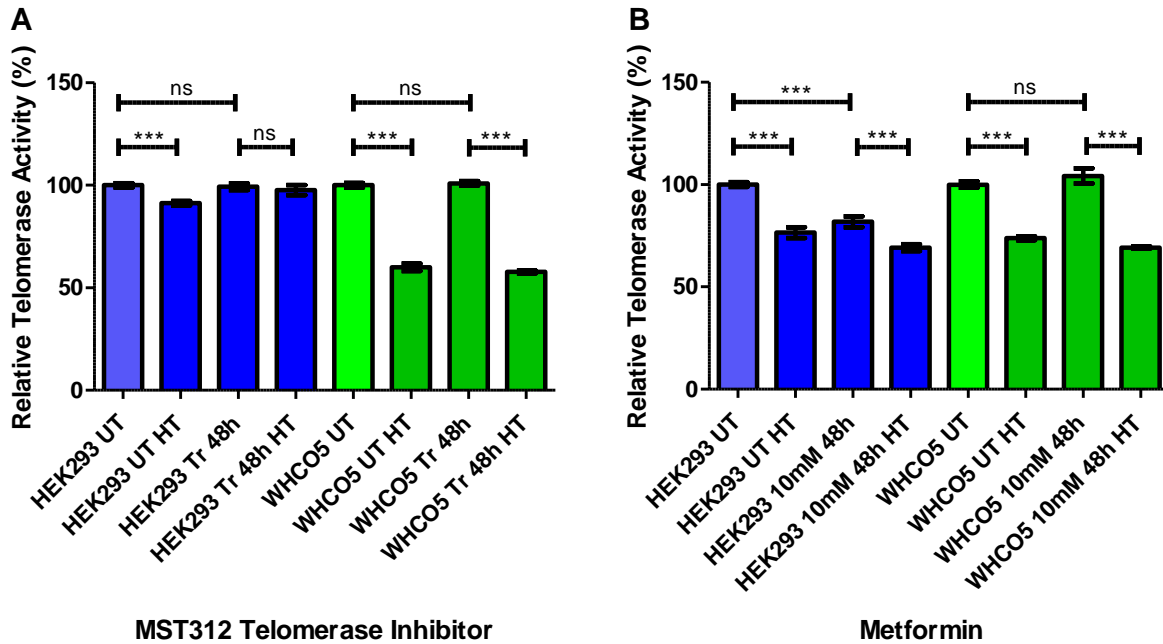 A
Relative Telomerase Activity (%)
150
100
50
0
ns
ns
***
ns
***
***
HEK293 UT
HEK293 UT HT
HEK293 Tr 48h
HEK293 Tr 48h HT
WHCO5 UT
WHCO5 UT HT
WHCO5 Tr 48h
WHCO5 Tr 48h HT
MST312 Telomerase Inhibitor
B
Relative Telomerase Activity (%)
150
100
50
0
***
ns
***
***
***
***
HEK293 UT
HEK293 UT HT
HEK293 10mM 48h
HEK293 10mM 48h HT
WHCO5 UT
WHCO5 UT HT
WHCO5 10mM 48h
WHCO5 10mM 48h HT
Metformin